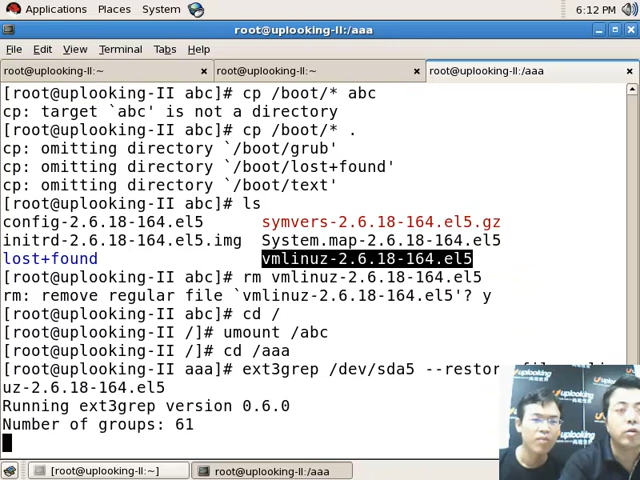 Applications Places System 6:12 PM
root@uplooking-II:/aaa
File Edit View Terminal Tabs Help
root@uplooking-II:~ root@uplooking-II:~ root@uplooking-II:/aaa
[root@uplooking-II abc]# cp /boot/* abc
cp: target `abc' is not a directory
[root@uplooking-II abc]# cp /boot/* .
cp: omitting directory `/boot/grub'
cp: omitting directory `/boot/lost+found'
cp: omitting directory `/boot/text'
[root@uplooking-II abc]# ls
config-2.6.18-164.el5 symvers-2.6.18-164.el5.gz
initrd-2.6.18-164.el5.img System.map-2.6.18-164.el5
lost+found vmlinuz-2.6.18-164.el5
[root@uplooking-II abc]# rm vmlinuz-2.6.18-164.el5
rm: remove regular file `vmlinuz-2.6.18-164.el5'? y
[root@uplooking-II abc]# cd /
[root@uplooking-II /]# umount /abc
[root@uplooking-II /]# cd /aaa
[root@uplooking-II aaa]# ext3grep /dev/sda5 --restor
uz-2.6.18-164.el5
Running ext3grep version 0.6.0
Number of groups: 61
[root@uplooking-II:~] root@uplooking-II:/aaa